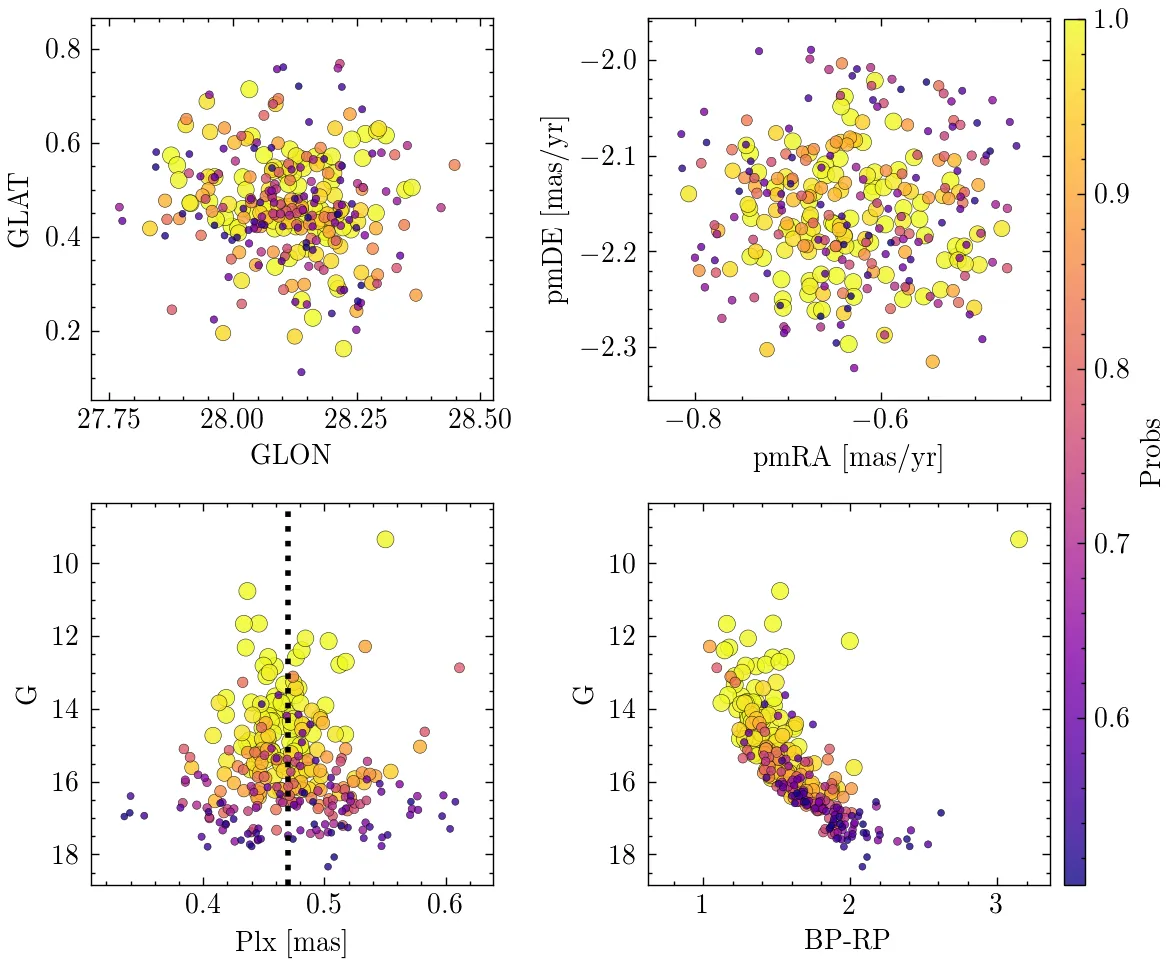 0.8
0.6
0.4
0.2
GLAT
27.75 28.00 28.25 28.50
GLON
−2.0
−2.1
−2.2
−2.3
pmDE [mas/yr]
−0.8 −0.6
pmRA [mas/yr]
1.0
0.9
0.8
0.7
0.6
Probs
10
12
14
16
18
G
0.4 0.5 0.6
Plx [mas]
10
12
14
16
18
G
1 2 3
BP-RP